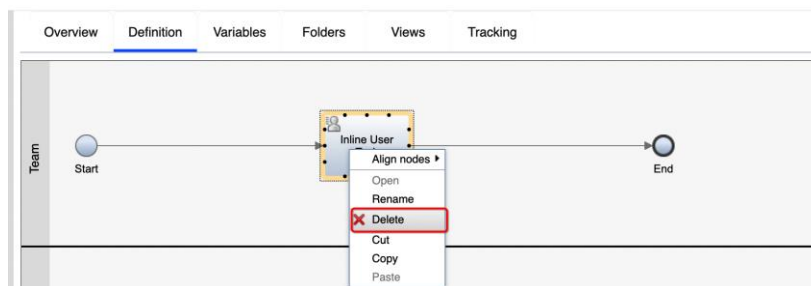 Overview Definition Variables Folders Views Tracking
Team
Start
Inline User
End
Align nodes
Open
Rename
Delete
Cut
Copy
Paste